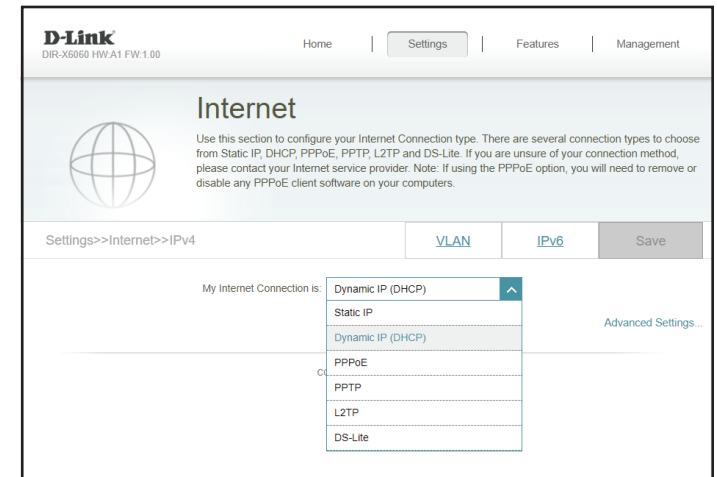 D-Link
DIR-X6060 HW:A1 FW:1.00
Home
Settings
Features
Management
Internet
Use this section to configure your Internet Connection type. There are several connection types to choose
from Static IP, DHCP, PPPoE, PPTP, L2TP and DS-Lite. If you are unsure of your connection method,
please contact your Internet service provider. Note: If using the PPPoE option, you will need to remove or
disable any PPPoE client software on your computers.
Settings>>Internet>>IPv4
VLAN
IPv6
Save
My Internet Connection is:
Dynamic IP (DHCP)
Static IP
Dynamic IP (DHCP)
PPPoE
PPTP
L2TP
DS-Lite
Advanced Settings...